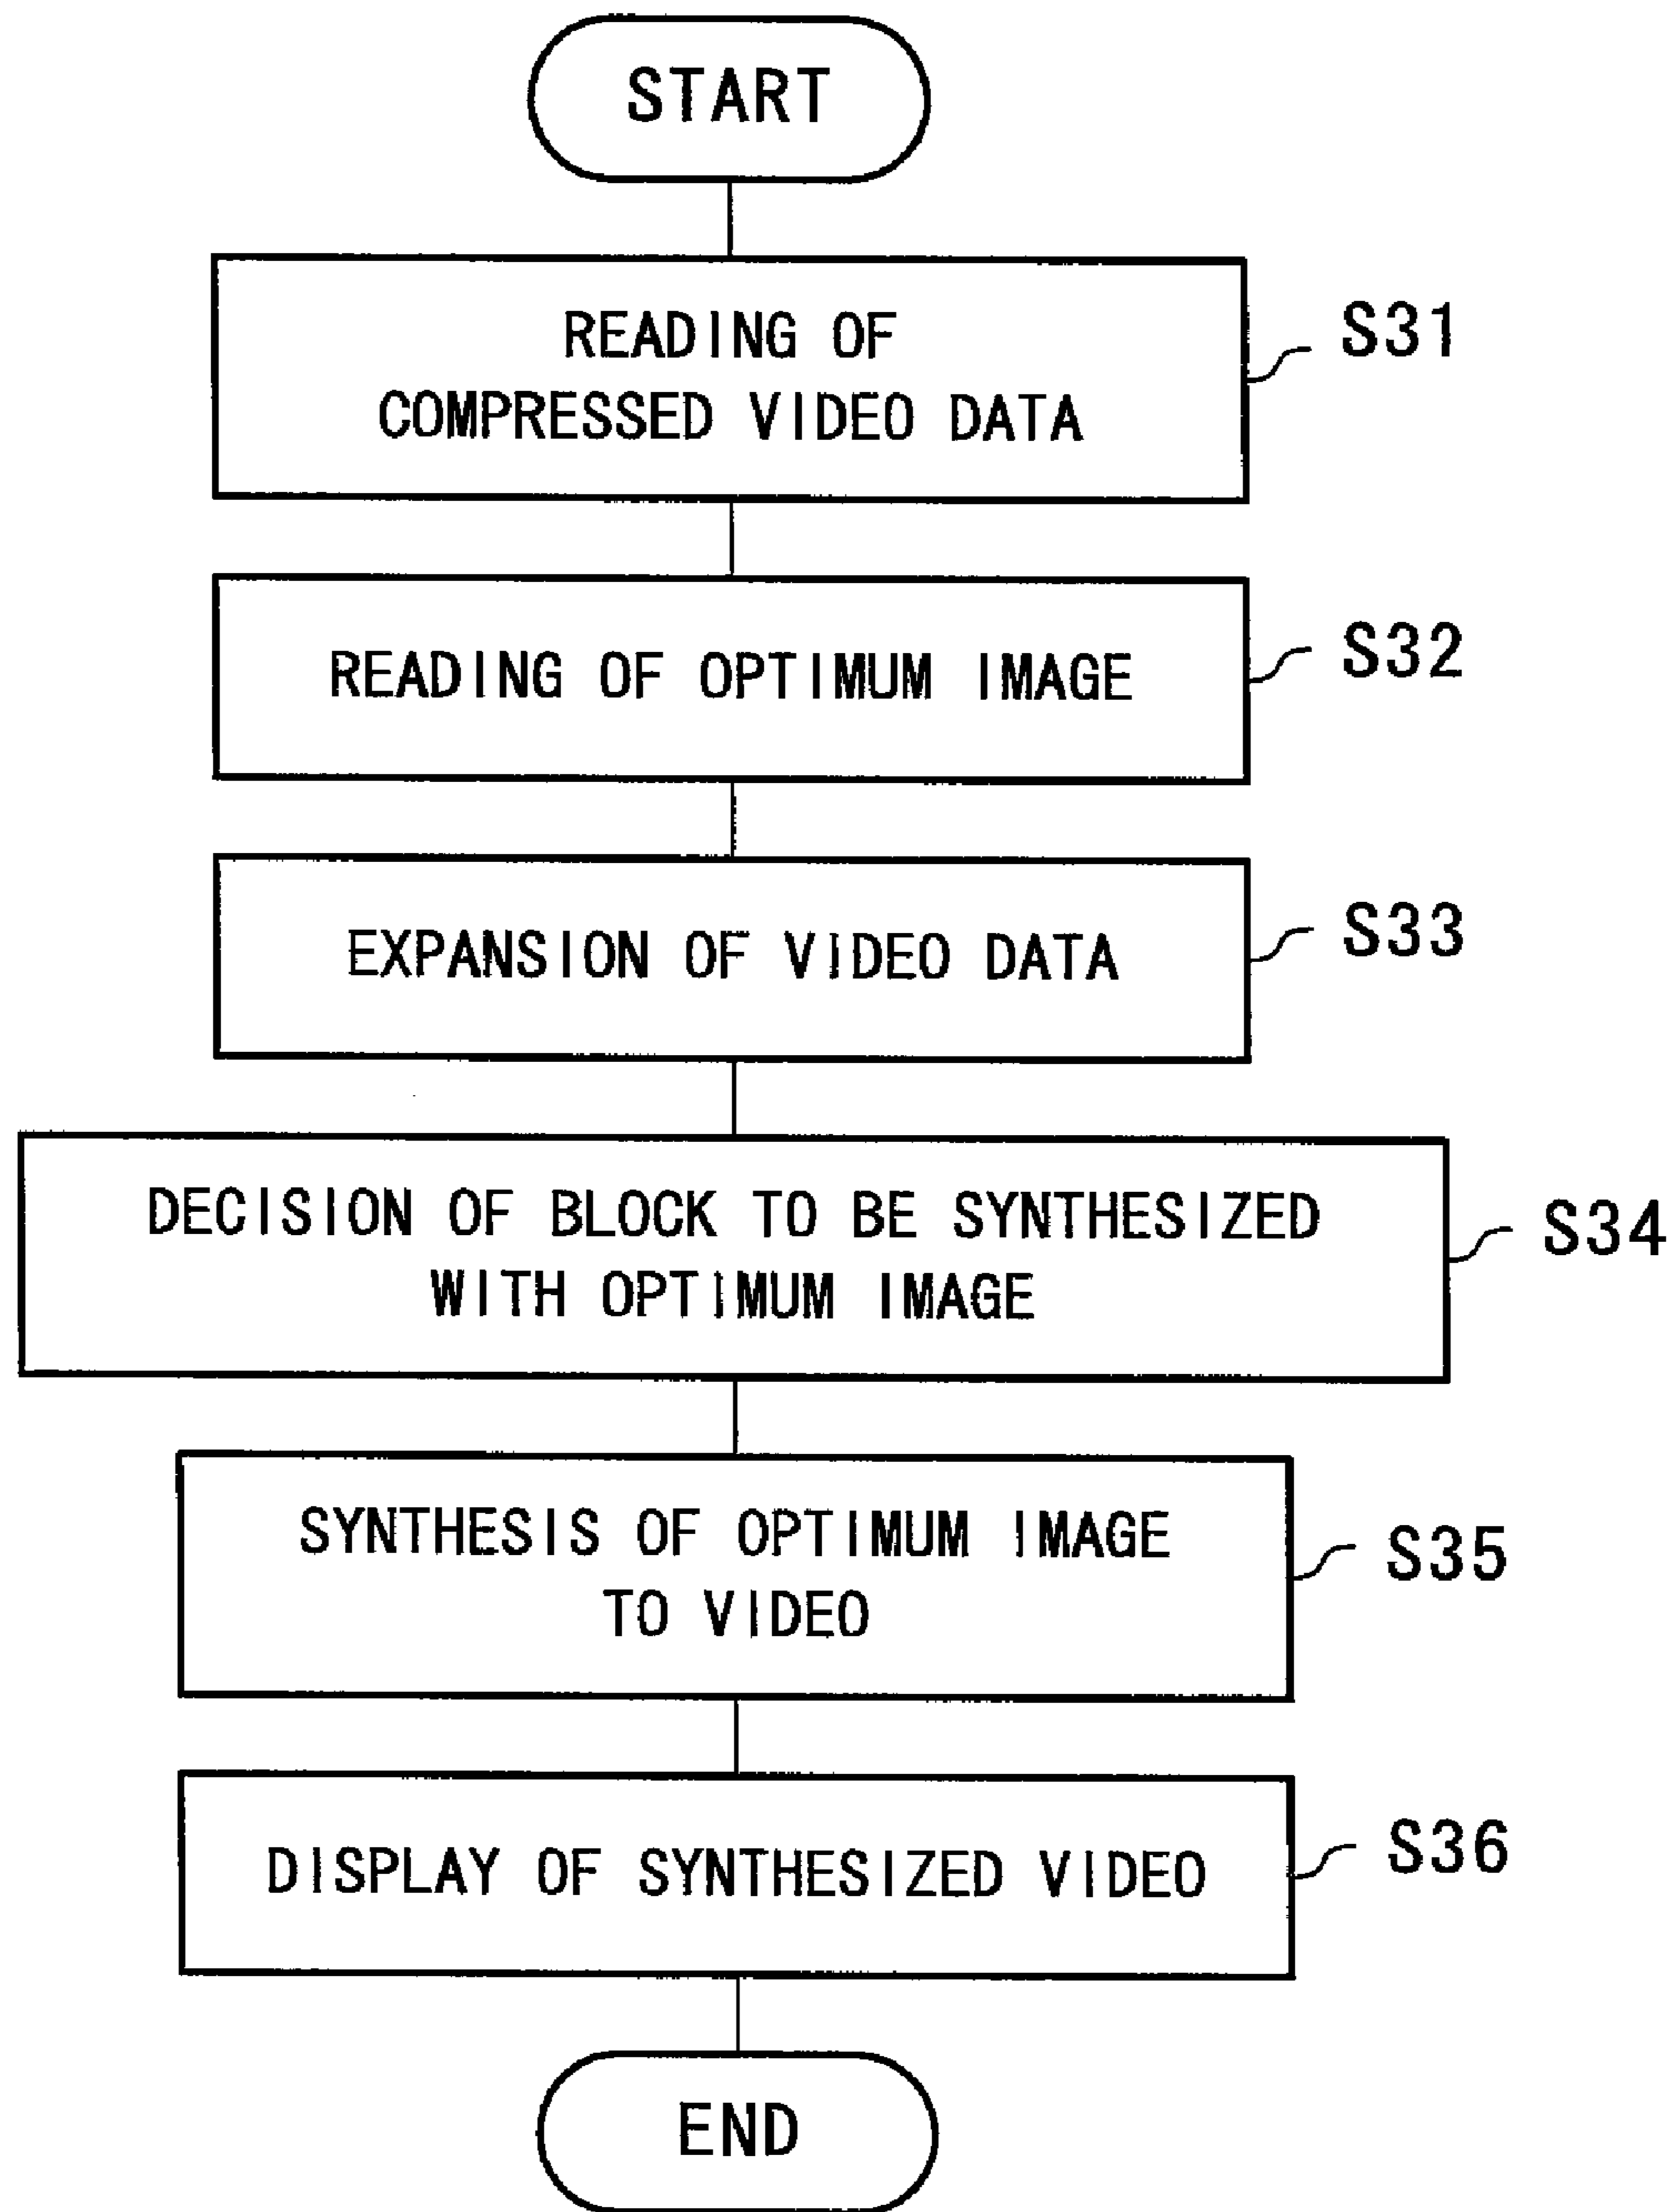 START
READING OF
COMPRESSED VIDEO DATA
S31
READING OF OPTIMUM IMAGE
S32
EXPANSION OF VIDEO DATA
S33
DECISION OF BLOCK TO BE SYNTHESIZED
WITH OPTIMUM IMAGE
S34
SYNTHESIS OF OPTIMUM IMAGE
TO VIDEO
S35
DISPLAY OF SYNTHESIZED VIDEO
S36
END